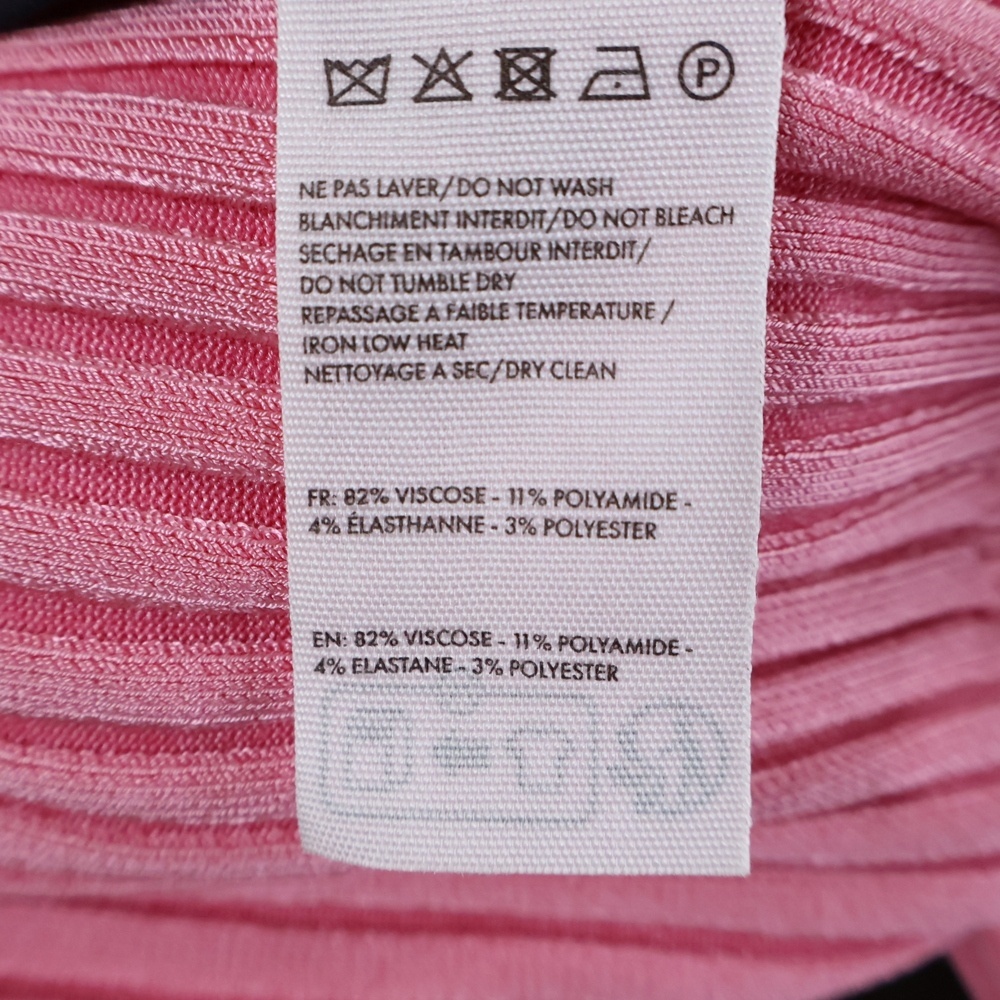 P
NE PAS LAVER/DO NOT WASH
BLANCHIMENT INTERDIT/DO NOT BLEACH
SECHAGE EN TAMBOUR INTERDIT/
DO NOT TUMBLE DRY
REPASSAGE A FAIBLE TEMPERATURE /
IRON LOW HEAT
NETTOYAGE A SEC/DRY CLEAN
FR: 82% VISCOSE - 11% POLYAMIDE -
4% ÉLASTHANNE - 3% POLYESTER
EN: 82% VISCOSE - 11% POLYAMIDE -
4% ELASTANE - 3% POLYESTER